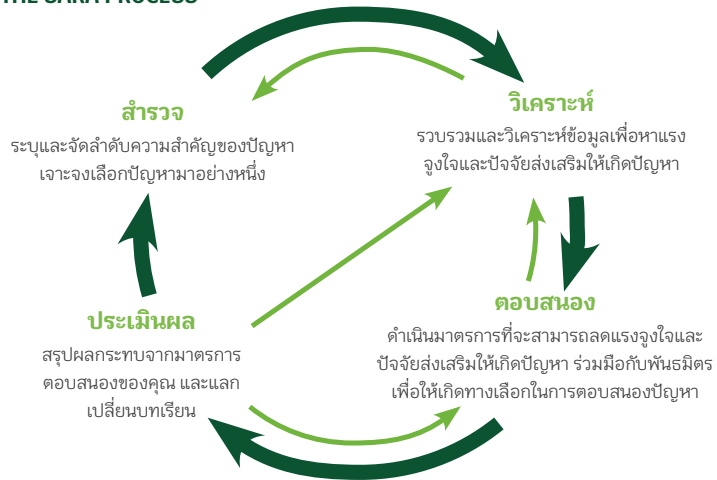 THE SARA PROCESS
สำรวจ
ระบุและจัดลำดับความสำคัญของปัญหา
เจาะจงเลือกปัญหามาอย่างหนึ่ง
วิเคราะห์
รวบรวมและวิเคราะห์ข้อมูลเพื่อหาแรง
จูงใจและปัจจัยส่งเสริมให้เกิดปัญหา
ตอบสนอง
ดำเนินมาตรการที่จะสามารถลดแรงจูงใจและ
ปัจจัยส่งเสริมให้เกิดปัญหา ร่วมมือกับพันธมิตร
เพื่อให้เกิดทางเลือกในการตอบสนองปัญหา
ประเมินผล
สรุปผลกระทบจากมาตรการ
ตอบสนองของคุณ และแลก
เปลี่ยนบทเรียน